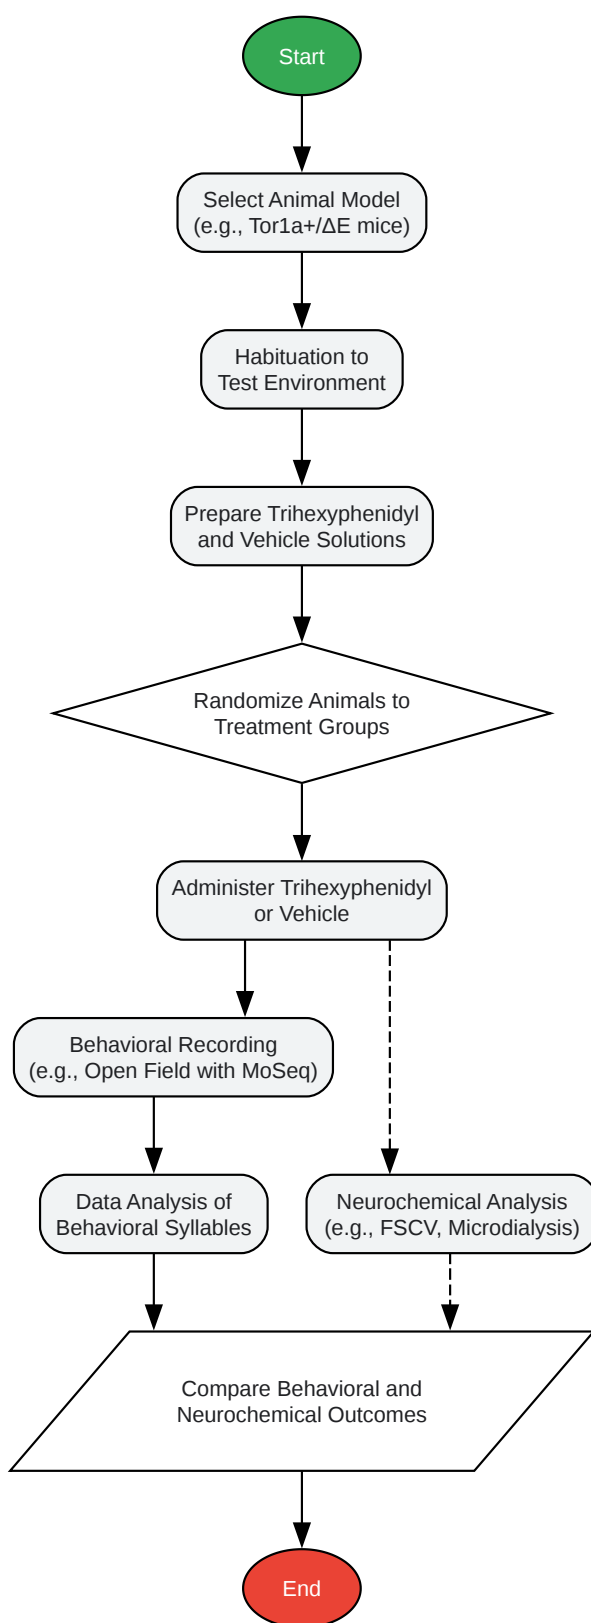 Start
Select Animal Model
(e.g., Tor1a+/ΔE mice)
Habituation to
Test Environment
Prepare Trihexyphenidyl
and Vehicle Solutions
Randomize Animals to
Treatment Groups
Administer Trihexyphenidyl
or Vehicle
Behavioral Recording
(e.g., Open Field with MoSeq)
Data Analysis of
Behavioral Syllables
Neurochemical Analysis
(e.g., FSCV, Microdialysis)
Compare Behavioral and
Neurochemical Outcomes
End